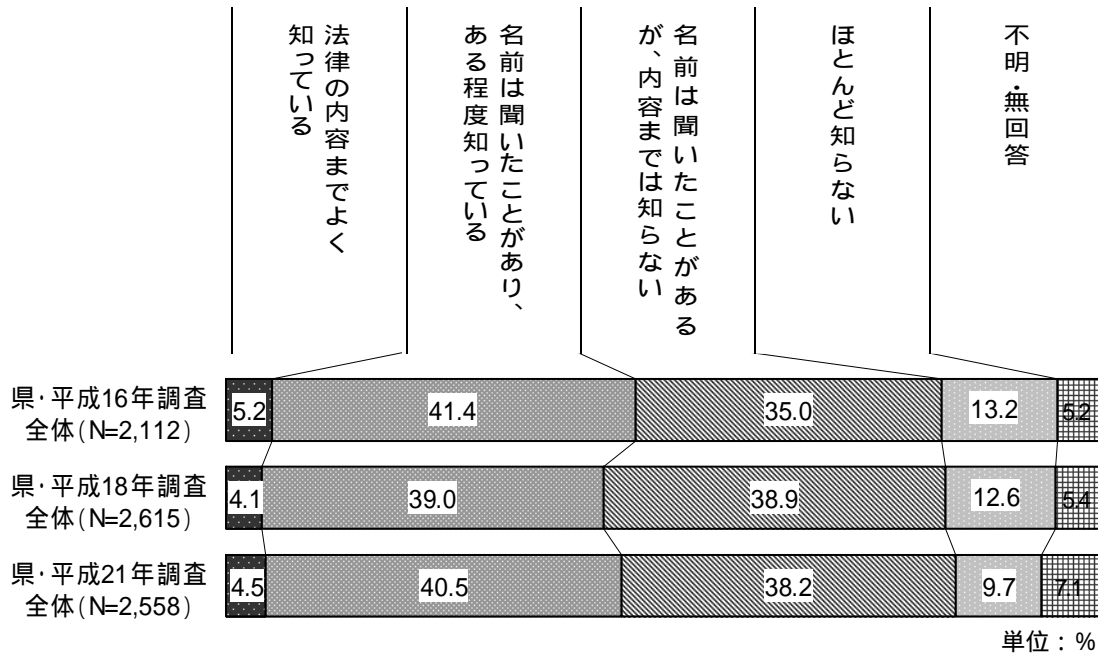 法律の内容までよく
知っている
名前は聞いたことがあり、
ある程度知っている
名前は聞いたことがある
が、内容までは知らない
ほとんど知らない
不明・無回答
県・平成16年調査
全体(N=2,112)
5.2
41.4
35.0
13.2
5.2
県・平成18年調査
全体(N=2,615)
4.1
39.0
38.9
12.6
5.4
県・平成21年調査
全体(N=2,558)
4.5
40.5
38.2
9.7
7.1
単位：%